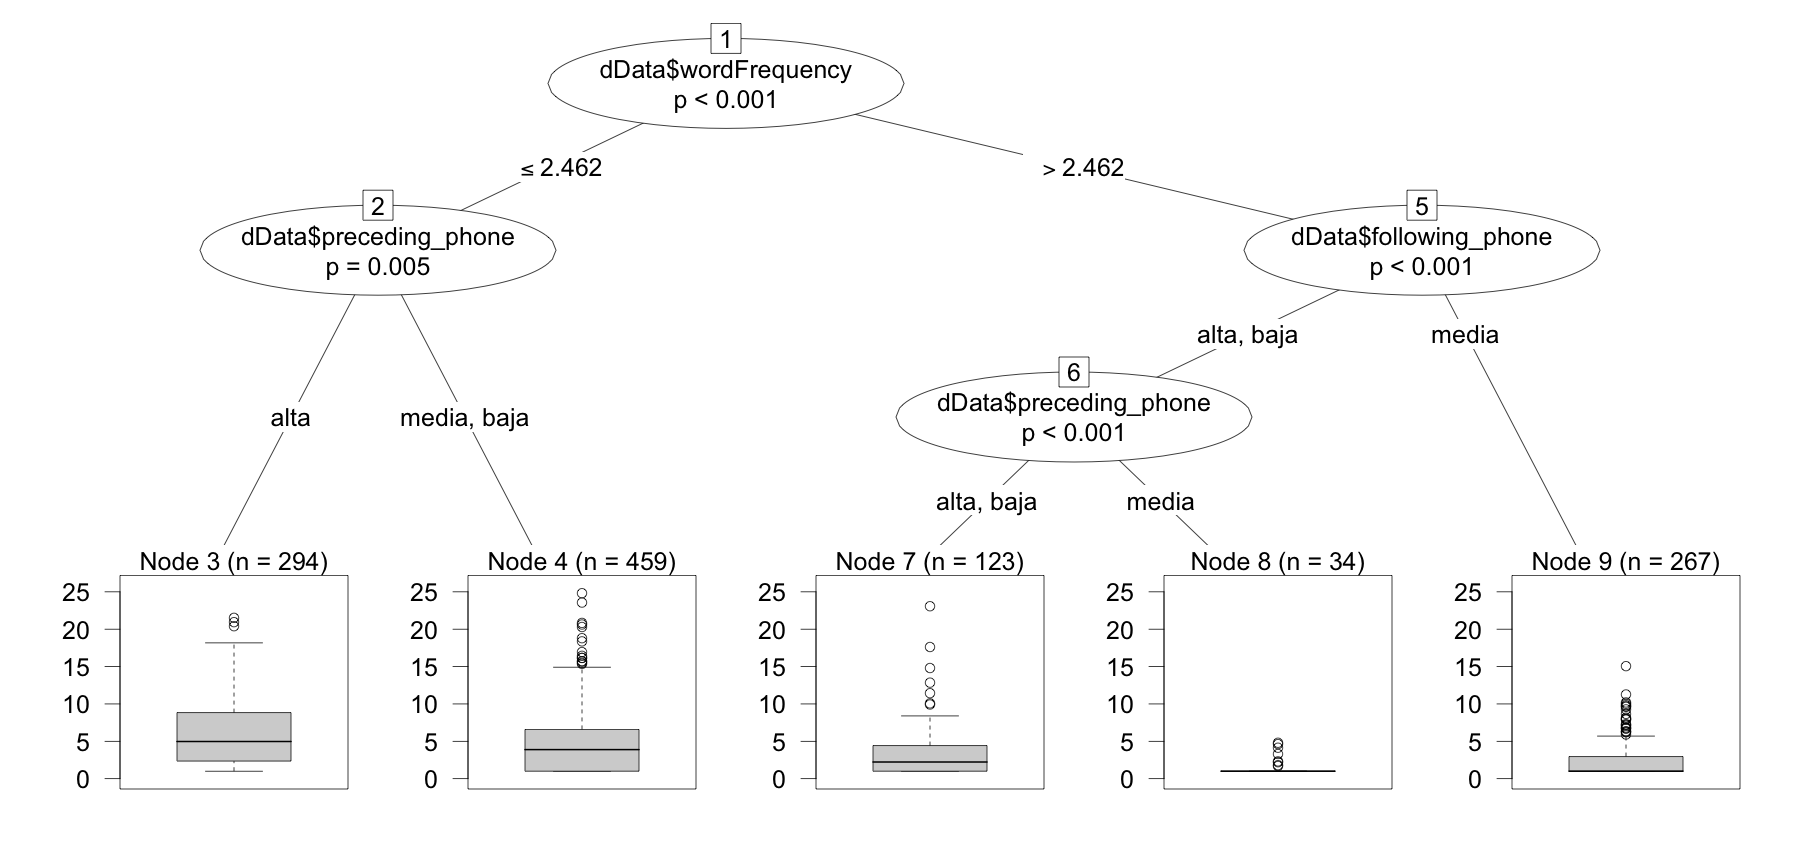 1
dData$wordFrequency
p < 0.001
≤ 2.462
> 2.462
2
dData$preceding_phone
p = 0.005
5
dData$following_phone
p < 0.001
alta, baja
media
6
dData$preceding_phone
p < 0.001
alta
media, baja
alta, baja
media
Node 3 (n = 294)
25
20
15
10
5
0
Node 4 (n = 459)
25
20
15
10
5
0
Node 7 (n = 123)
25
20
15
10
5
0
Node 8 (n = 34)
25
20
15
10
5
0
Node 9 (n = 267)
25
20
15
10
5
0